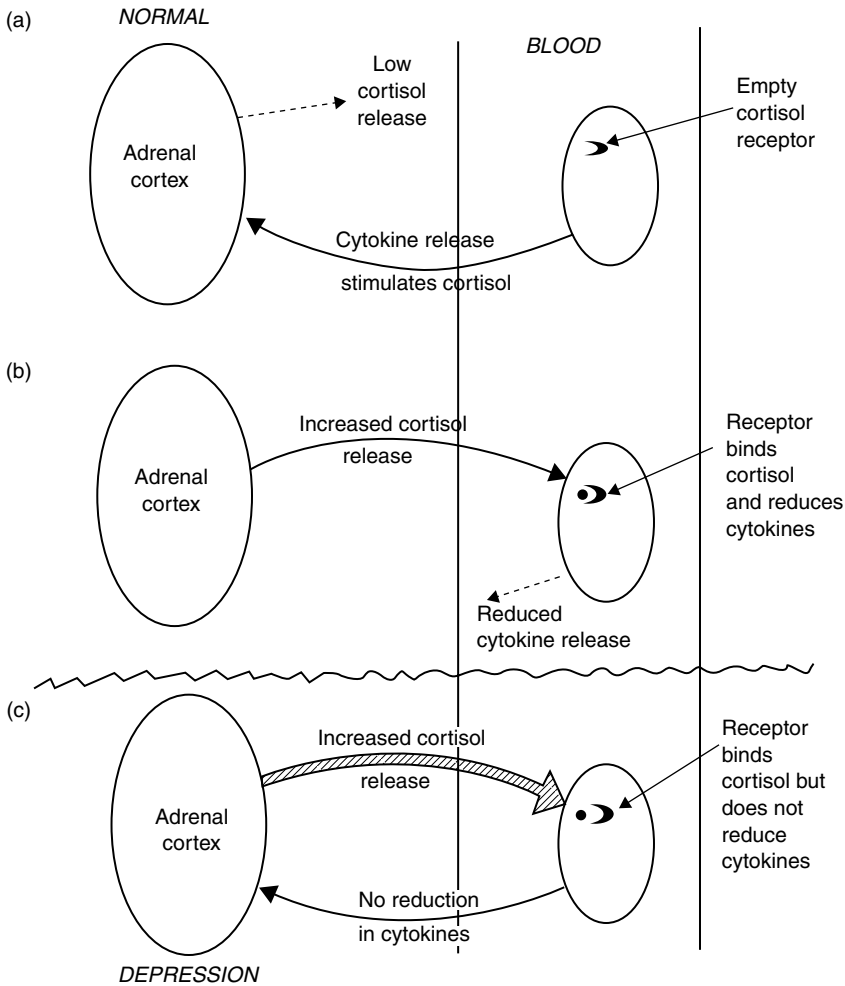 (a)
NORMAL
BLOOD
Low
cortisol
release
Empty
cortisol
receptor
Adrenal
cortex
Cytokine release
stimulates cortisol
(b)
Increased cortisol
release
Receptor
binds
cortisol
and reduces
cytokines
Adrenal
cortex
Reduced
cytokine release
(c)
Increased cortisol
release
Receptor
binds
cortisol but
does not
reduce
cytokines
Adrenal
cortex
No reduction
in cytokines
DEPRESSION